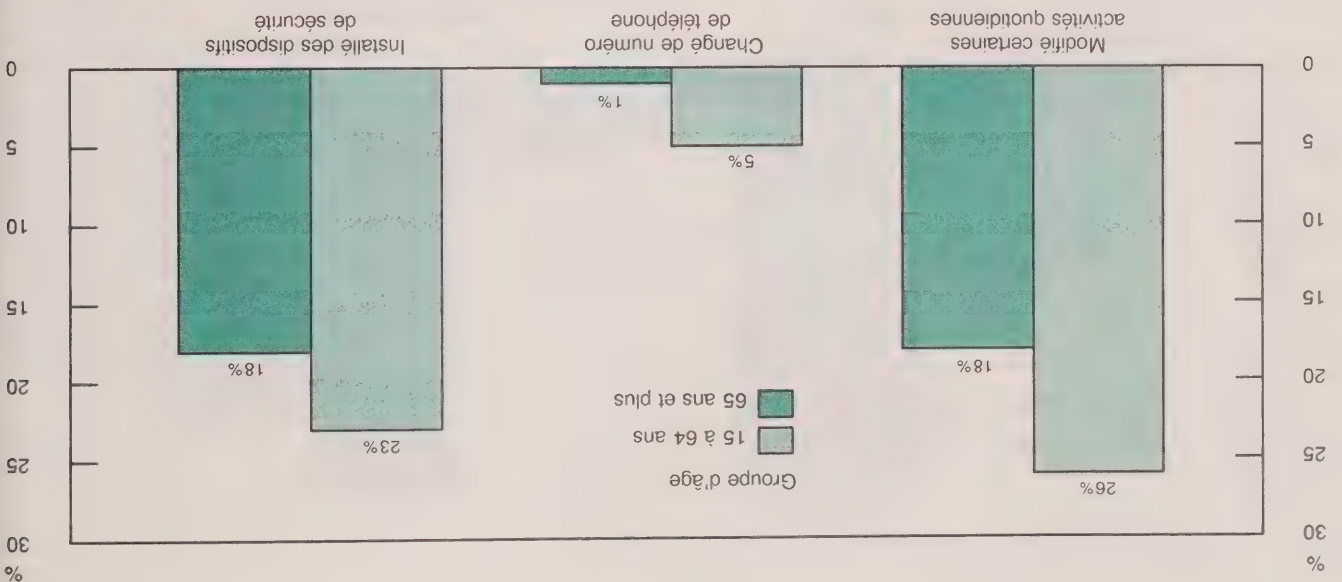 % %
30 30
26%
Groupe d'âge
25 25
15 à 64 ans
23%
65 ans et plus
20 20
18%
18%
15 15
10 10
5%
5 5
1%
0 0
Modifié certaines
activités quotidiennes
Changé de numéro
de téléphone
Installé des dispositifs
de sécurité